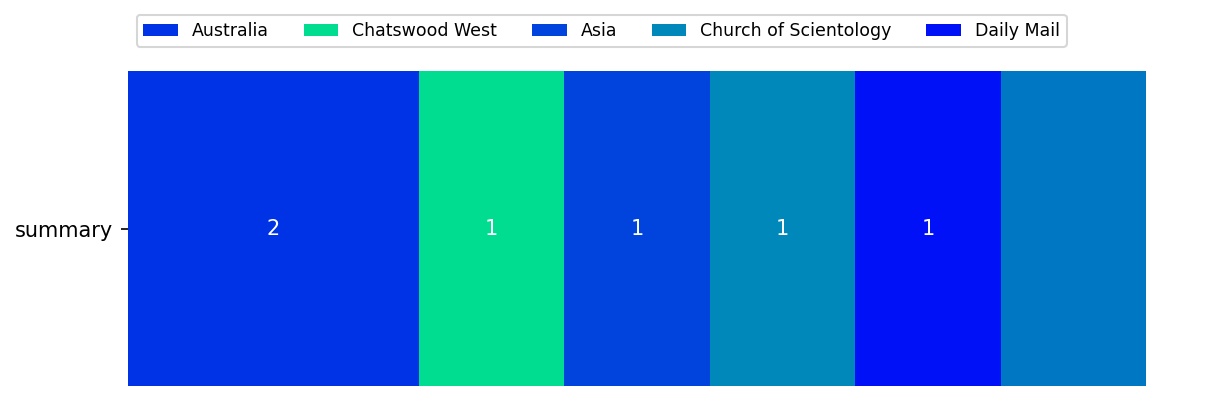 Australia Chatswood West Asia Church of Scientology Daily Mail
summary 2 1 1 1 1